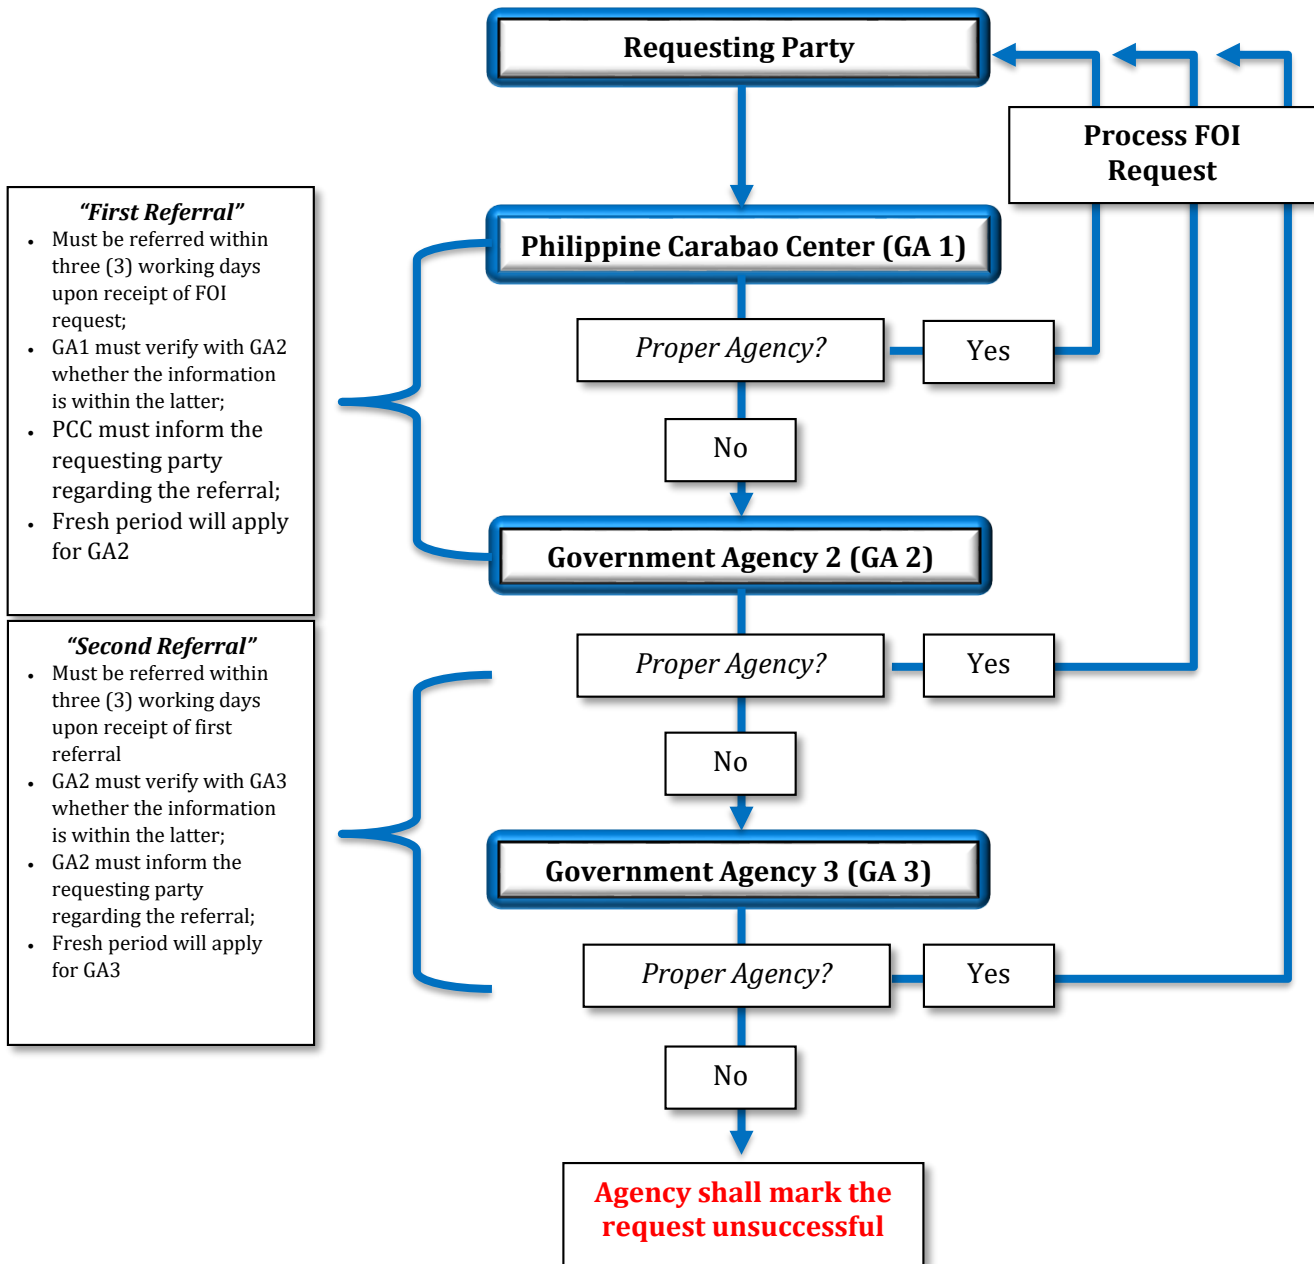 Requesting Party
Process FOI
Request
“First Referral”
• Must be referred within
three (3) working days
upon receipt of FOI
request;
• GA1 must verify with GA2
whether the information
is within the latter;
• PCC must inform the
requesting party
regarding the referral;
• Fresh period will apply
for GA2
Philippine Carabao Center (GA 1)
Proper Agency?
Yes
No
Government Agency 2 (GA 2)
“Second Referral”
• Must be referred within
three (3) working days
upon receipt of first
referral
• GA2 must verify with GA3
whether the information
is within the latter;
• GA2 must inform the
requesting party
regarding the referral;
• Fresh period will apply
for GA3
Proper Agency?
Yes
No
Government Agency 3 (GA 3)
Proper Agency?
Yes
No
Agency shall mark the
request unsuccessful